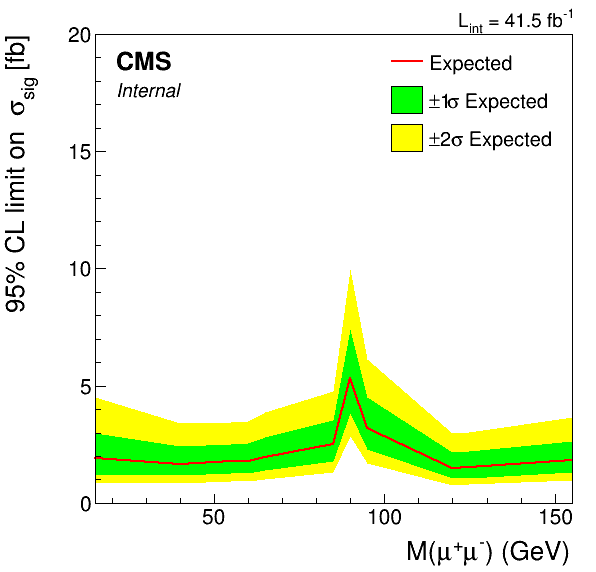 L_int = 41.5 fb⁻¹
CMS
Internal
Expected
±1σ Expected
±2σ Expected
95% CL limit on σ_sig [fb]
20
15
10
5
0
50
100
150
M(μ⁺μ⁻) (GeV)